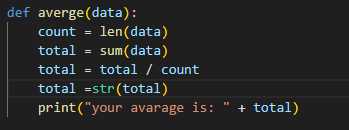 def averge(data):
    count = len(data)
    total = sum(data)
    total = total / count
    total =str(total)
    print("your avarage is: " + total)